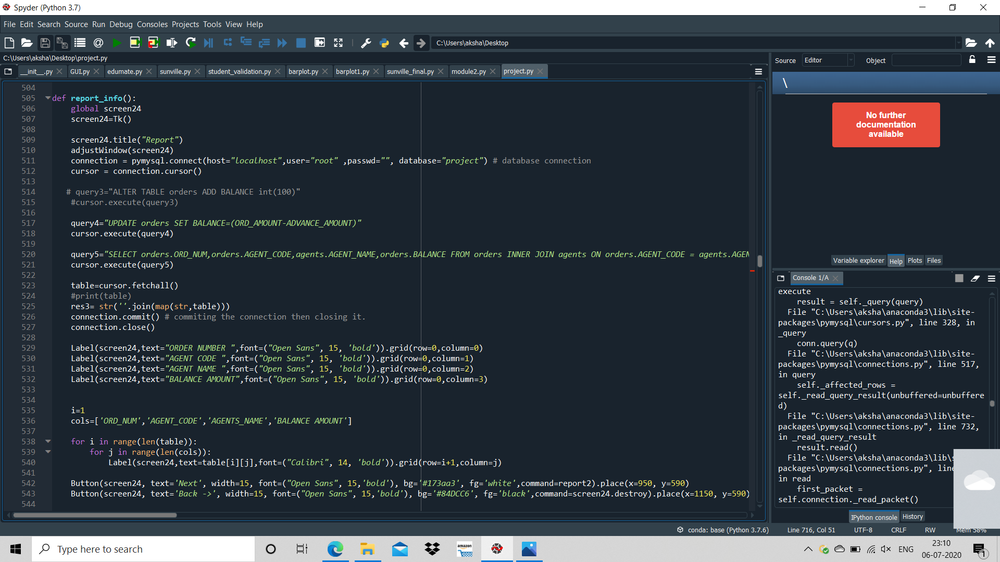 Spyder (Python 3.7)
File Edit Search Source Run Debug Consoles Projects Tools View Help
C:\Users\aksha\Desktop
C:\Users\aksha\Desktop\project.py
__init__.py GUI.py edumate.py sunville.py student_validation.py barplot.py barplot1.py sunville_final.py module2.py project.py
504
505 def report_info():
506 global screen24
507 screen24=Tk()
508
509 screen24.title("Report")
510 adjustWindow(screen24)
511 connection = pymysql.connect(host="localhost",user="root" ,passwd="", database="project") # database connection
512 cursor = connection.cursor()
513
514 # query3="ALTER TABLE orders ADD BALANCE int(100)"
515 #cursor.execute(query3)
516
517 query4="UPDATE orders SET BALANCE=(ORD_AMOUNT-ADVANCE_AMOUNT)"
518 cursor.execute(query4)
519
520 query5="SELECT orders.ORD_NUM,orders.AGENT_CODE,agents.AGENT_NAME,orders.BALANCE FROM orders INNER JOIN agents ON orders.AGENT_CODE = agents.AGEN
521 cursor.execute(query5)
522
523 table=cursor.fetchall()
524 #print(table)
525 res3= str(''.join(map(str,table)))
526 connection.commit() # commiting the connection then closing it.
527 connection.close()
528
529 Label(screen24,text="ORDER NUMBER ",font=("Open Sans", 15, 'bold')).grid(row=0,column=0)
530 Label(screen24,text="AGENT CODE ",font=("Open Sans", 15, 'bold')).grid(row=0,column=1)
531 Label(screen24,text="AGENT NAME ",font=("Open Sans", 15, 'bold')).grid(row=0,column=2)
532 Label(screen24,text="BALANCE AMOUNT",font=("Open Sans", 15, 'bold')).grid(row=0,column=3)
533
534
535 i=1
536 cols=['ORD_NUM','AGENT_CODE','AGENTS_NAME','BALANCE AMOUNT']
537
538 for i in range(len(table)):
539 for j in range(len(cols)):
540 Label(screen24,text=table[i][j],font=("Calibri", 14, 'bold')).grid(row=i+1,column=j)
541
542 Button(screen24, text='Next', width=15, font=("Open Sans", 15,'bold'), bg='#173aa3', fg='white',command=report2).place(x=950, y=590)
543 Button(screen24, text='Back ->', width=15, font=("Open Sans", 15,'bold'), bg='#84DCC6', fg='black',command=screen24.destroy).place(x=1150, y=590)
544
Source Editor Object
\
No further
documentation
available
Variable explorer Help Plots Files
Console 1/A
execute
result = self._query(query)
File "C:\Users\aksha\anaconda3\lib\site-
packages\pymysql\cursors.py", line 328, in
_query
conn.query(q)
File "C:\Users\aksha\anaconda3\lib\site-
packages\pymysql\connections.py", line 517,
in query
self._affected_rows =
self._read_query_result(unbuffered=unbuffere
d)
File "C:\Users\aksha\anaconda3\lib\site-
packages\pymysql\connections.py", line 732,
in _read_query_result
result.read()
File "C:\Users\aksha\anaconda3\lib\
packages\pymysql\connections.py",
in read
first_packet =
self.connection._read_packet()
IPython console History
conda: base (Python 3.7.6) Line 716, Col 51 UTF-8 CRLF RW Mem 58%
Type here to search
amazon
ENG
23:10
06-07-2020
1